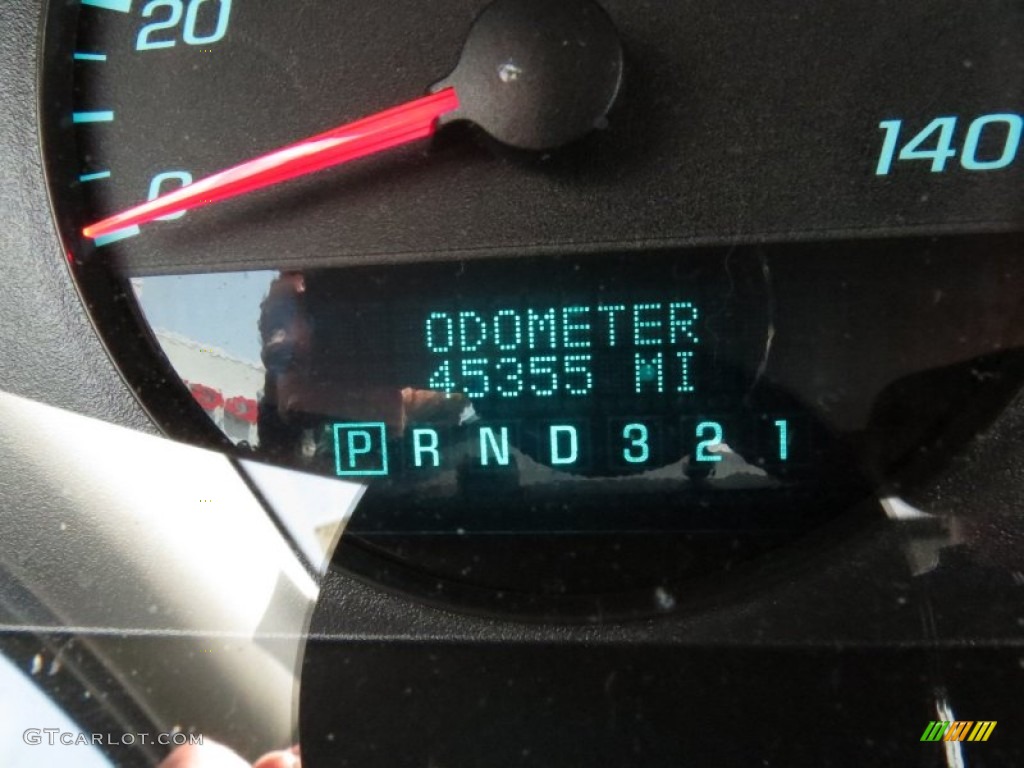 20
0
140
ODOMETER
45355 MI
P R N D 3 2 1
GTCARLOT.COM